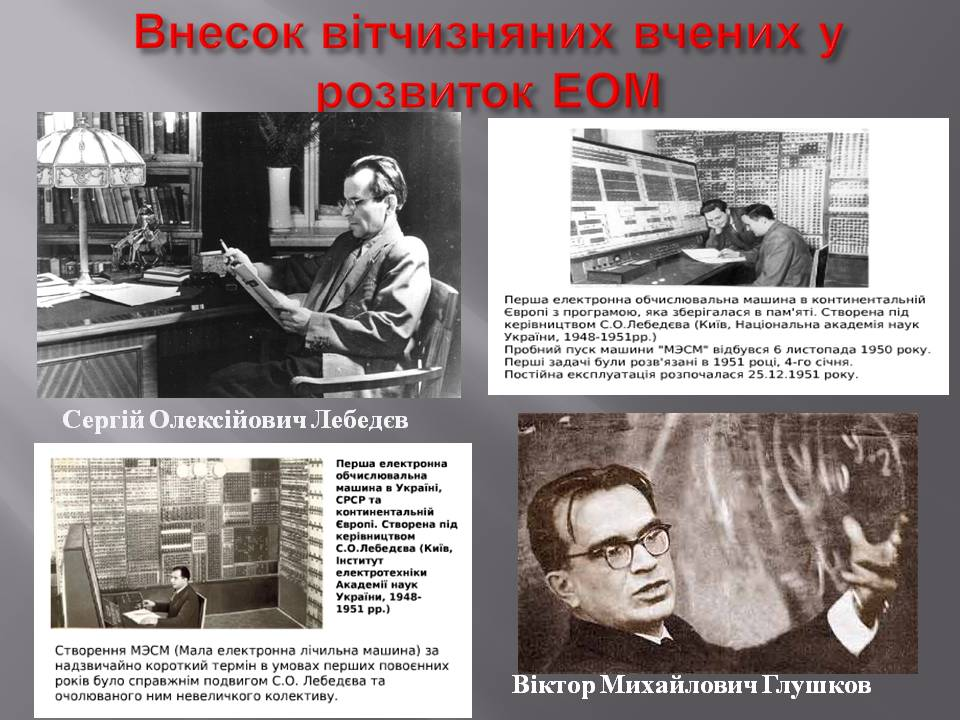 Внесок вітчизняних вчених у
розвиток ЕОМ
Перша електронна обчислювальна машина в континентальній
Європі з програмою, яка зберігалася в пам'яті. Створена під
керівництвом С.О.Лебедєва (Київ, Національна академія наук
України, 1948-1951рр.)
Пробний пуск машини "МЭСМ" відбувся 6 листопада 1950 року.
Перші задачі були розв'язані в 1951 році, 4-го січня.
Постійна експлуатація розпочалася 25.12.1951 року.
Сергій Олексійович Лебедєв
Перша електронна
обчислювальна
машина в Україні,
СРСР та
континентальній
Європі. Створена під
керівництвом
С.О.Лебедєва (Київ,
Інститут
електротехніки
Академії наук
України, 1948-
1951 рр.)
Створення МЭСМ (Мала електронна лічильна машина) за
надзвичайно короткий термін в умовах перших повоєнних
років було справжнім подвигом С.О. Лебедєва та
очолюваного ним невеличкого колективу.
Віктор Михайлович Глушков